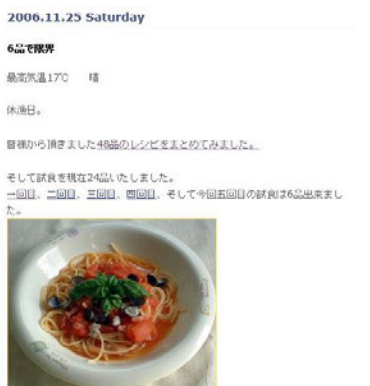 2006.11.25 Saturday
6品で限界
最高気温17℃　晴
休漁日。
皆様から頂きました48品のレシピをまとめてみました。
そして試食を現在24品いたしました。
一回目、二回目、三回目、四回目、そして今回五回目の試食は6品出来まし
た。